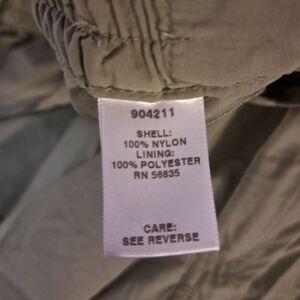 904211
SHELL:
100% NYLON
LINING:
100% POLYESTER
RN 56835
CARE:
SEE REVERSE